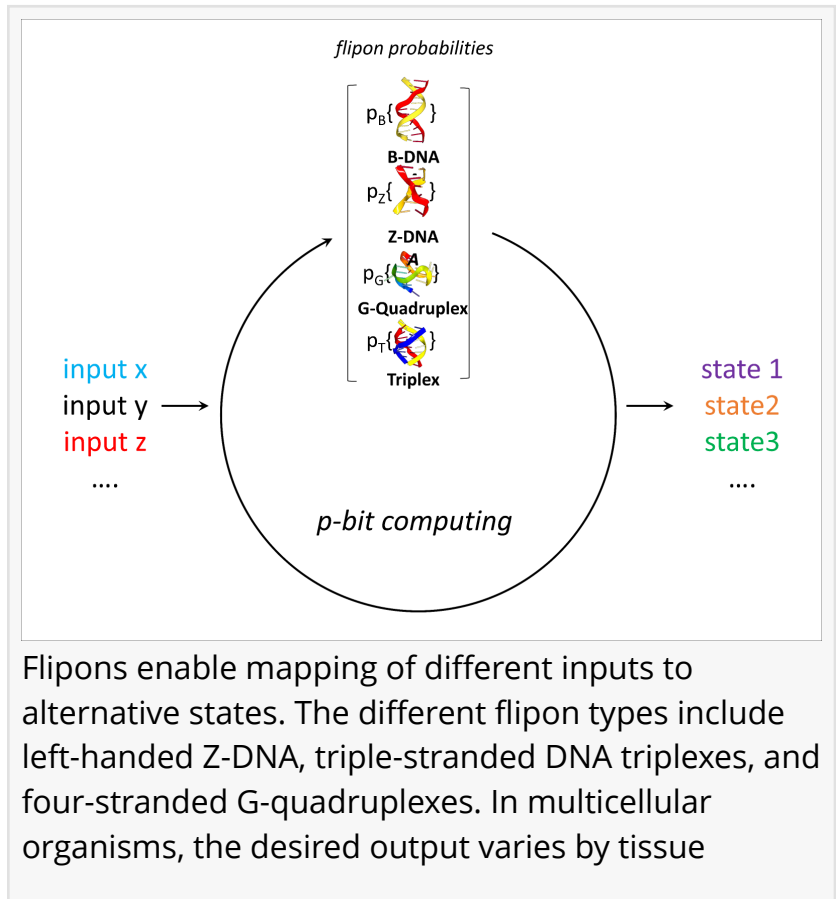 flipon probabilities
pB{ }
B-DNA
pZ{ }
Z-DNA
A
pG{ }
G-Quadruplex
pT{ }
Triplex
input x
input y
input z
....
state 1
state2
state3
....
p-bit computing
Flipons enable mapping of different inputs to
alternative states. The different flipon types include
left-handed Z-DNA, triple-stranded DNA triplexes, and
four-stranded G-quadruplexes. In multicellular
organisms, the desired output varies by tissue